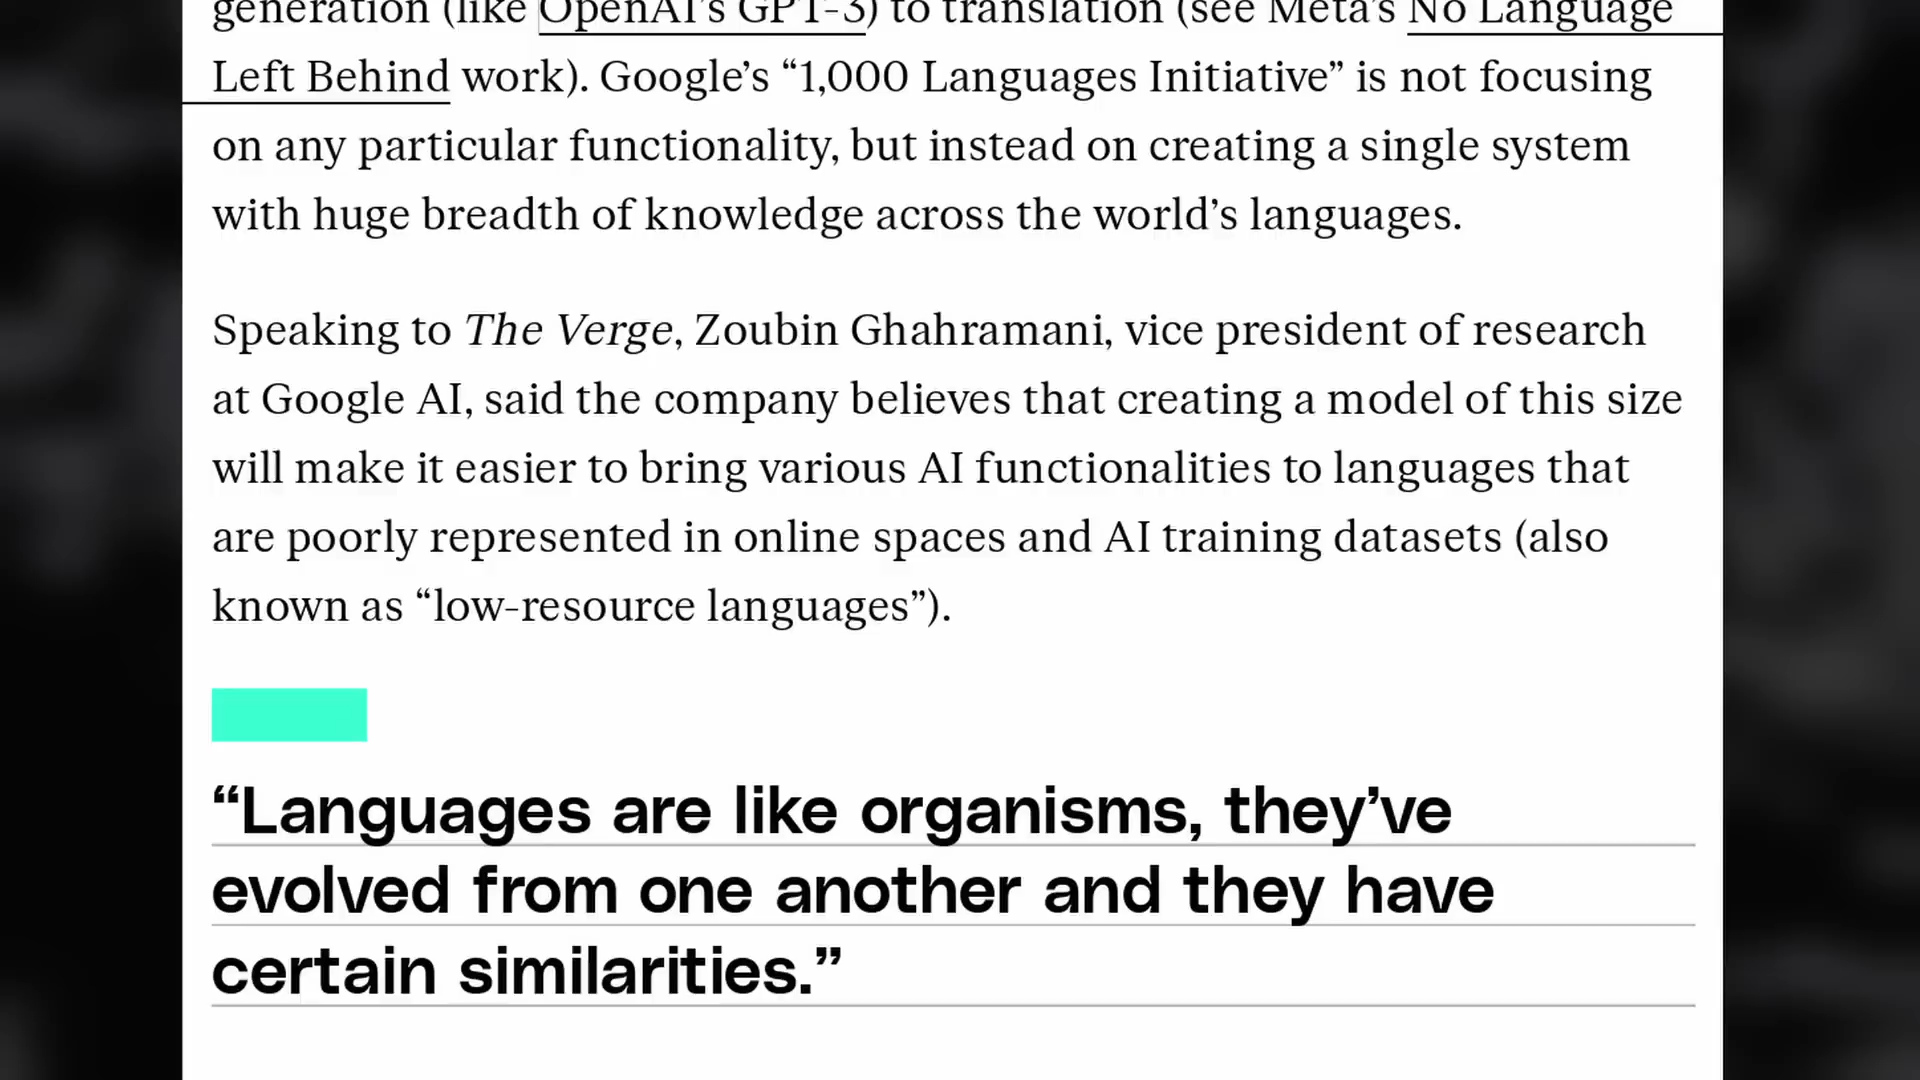 generation (like OpenAI’s GPT-3) to translation (see Meta’s No Language
Left Behind work). Google’s “1,000 Languages Initiative” is not focusing
on any particular functionality, but instead on creating a single system
with huge breadth of knowledge across the world’s languages.
Speaking to The Verge, Zoubin Ghahramani, vice president of research
at Google AI, said the company believes that creating a model of this size
will make it easier to bring various AI functionalities to languages that
are poorly represented in online spaces and AI training datasets (also
known as “low-resource languages”).
“Languages are like organisms, they’ve
evolved from one another and they have
certain similarities.”